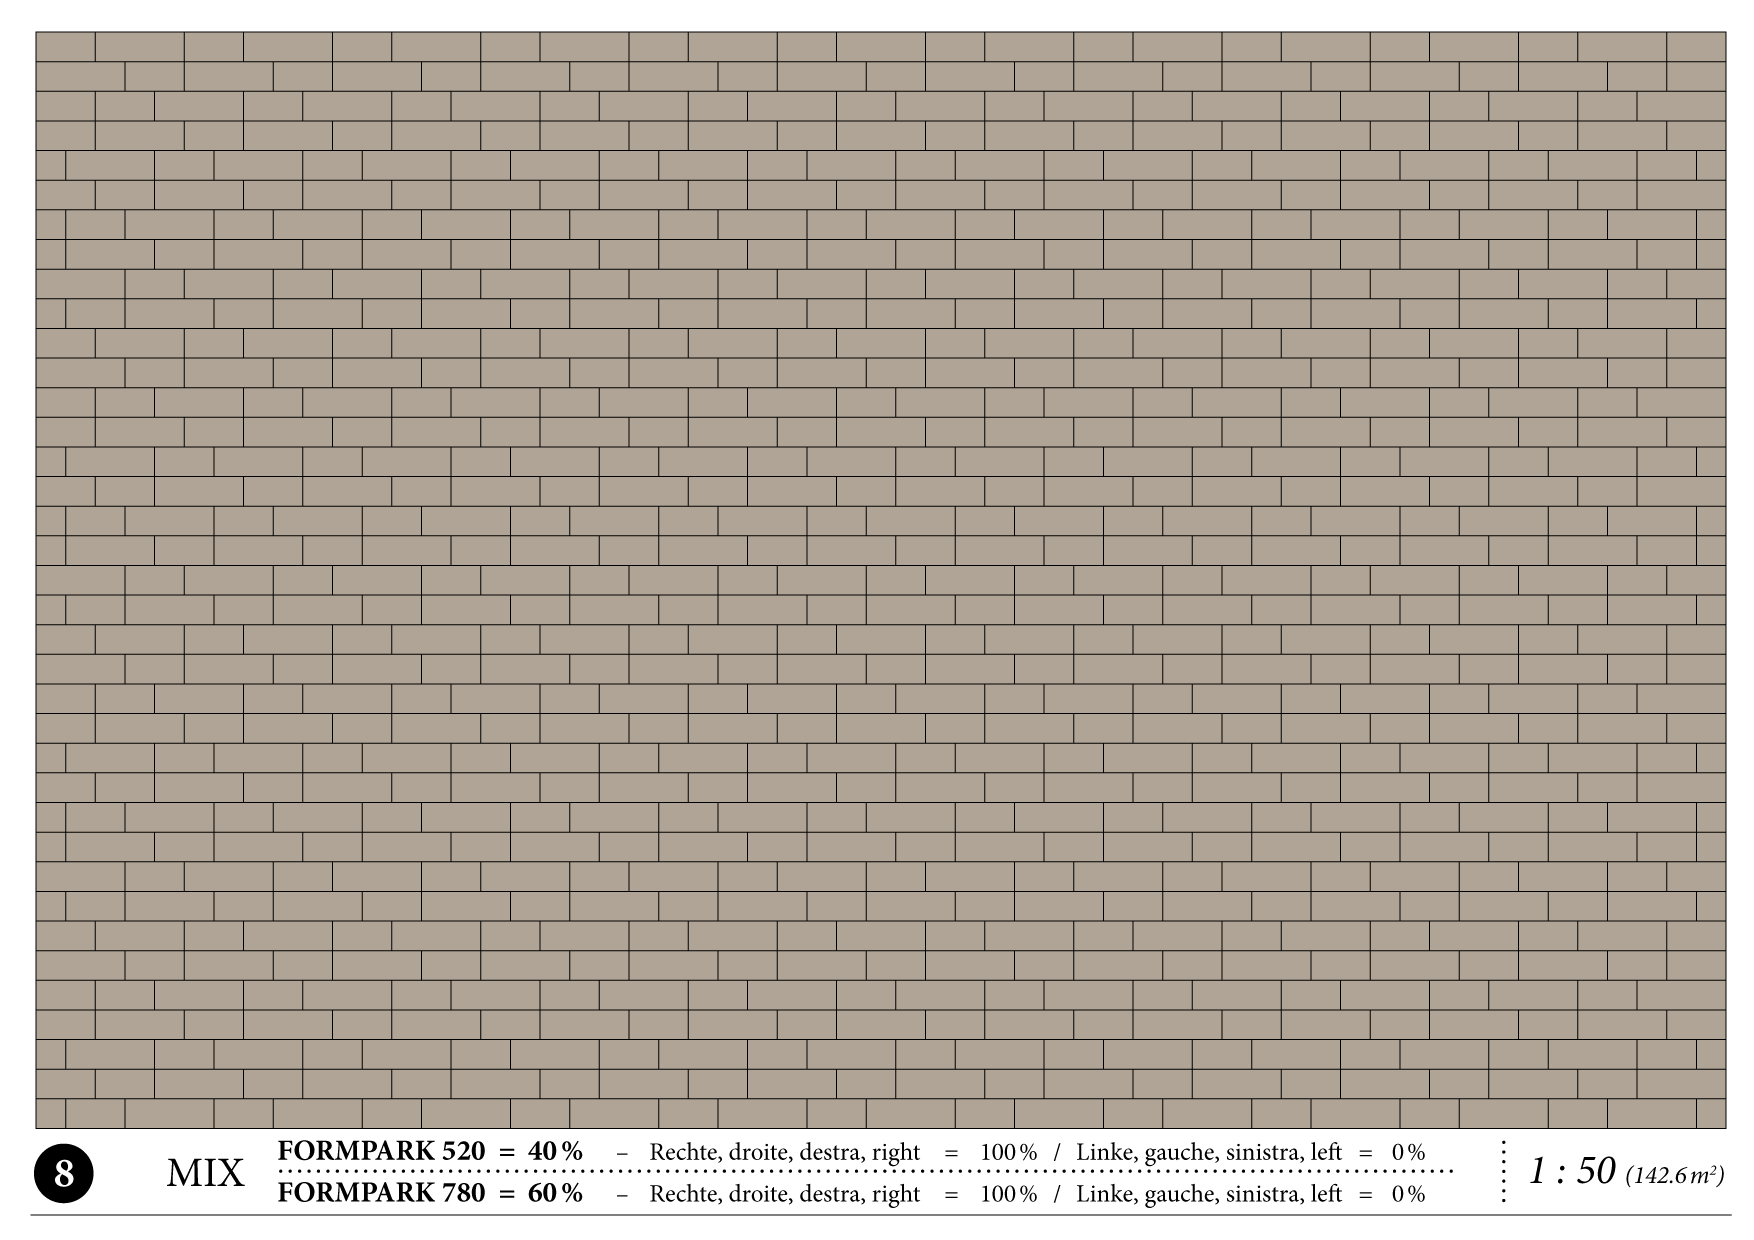 8
MIX
FORMPARK 520 = 40 % – Rechte, droite, destra, right = 100 % / Linke, gauche, sinistra, left = 0 %
FORMPARK 780 = 60 % – Rechte, droite, destra, right = 100 % / Linke, gauche, sinistra, left = 0 %
1 : 50 (142.6 m²)